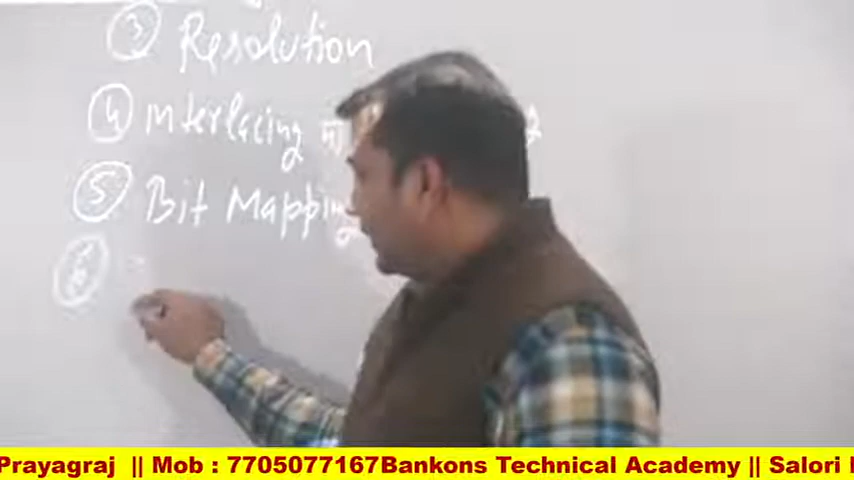 ③ Resolution
④ Interlacing
⑤ Bit Mapping
⑥
Prayagraj || Mob : 7705077167Bankons Technical Academy || Salori